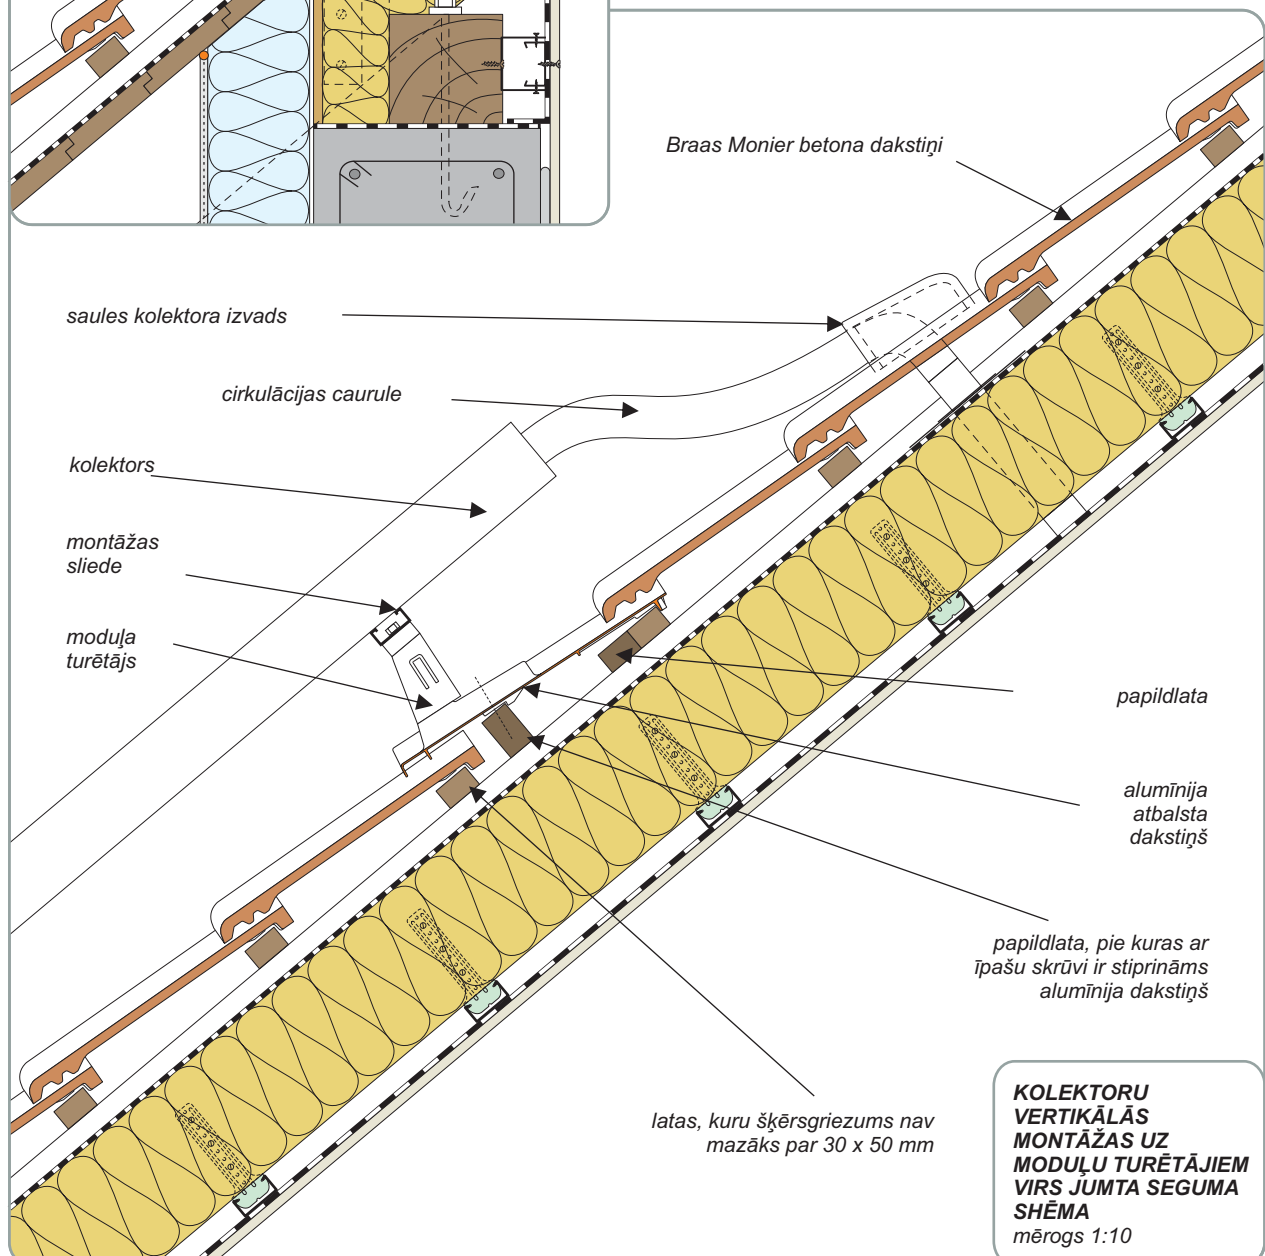 Braas Monier betona dakstiņi
saules kolektora izvads
cirkulācijas caurule
kolektors
montāžas
sliede
moduļa
turētājs
papildlata
alumīnija
atbalsta
dakstiņš
papildlata, pie kuras ar
īpašu skrūvi ir stiprināms
alumīnija dakstiņš
latas, kuru šķērsgriezums nav
mazāks par 30 x 50 mm
KOLEKTORU
VERTIKĀLĀS
MONTĀŽAS UZ
MODUĻU TURĒTĀJIEM
VIRS JUMTA SEGUMA
SHĒMA
mērogs 1:10